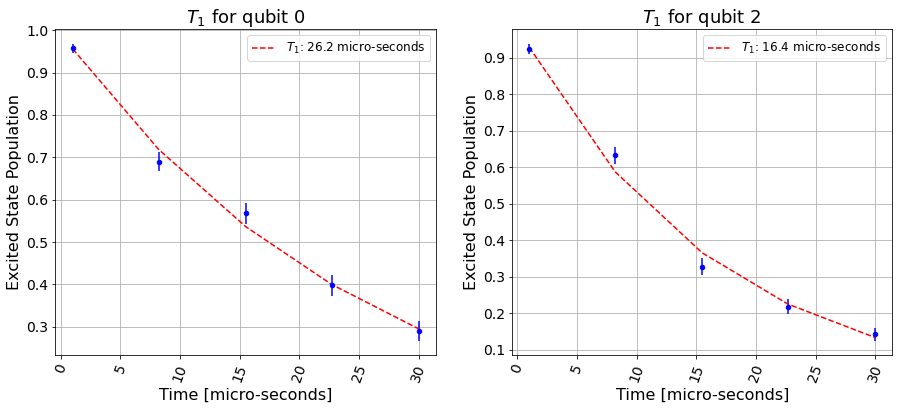 T₁ for qubit 0
Excited State Population
1.0
0.9
0.8
0.7
0.6
0.5
0.4
0.3
T₁: 26.2 micro-seconds
0 5 10 15 20 25 30
Time [micro-seconds]
T₁ for qubit 2
Excited State Population
0.9
0.8
0.7
0.6
0.5
0.4
0.3
0.2
0.1
T₁: 16.4 micro-seconds
0 5 10 15 20 25 30
Time [micro-seconds]